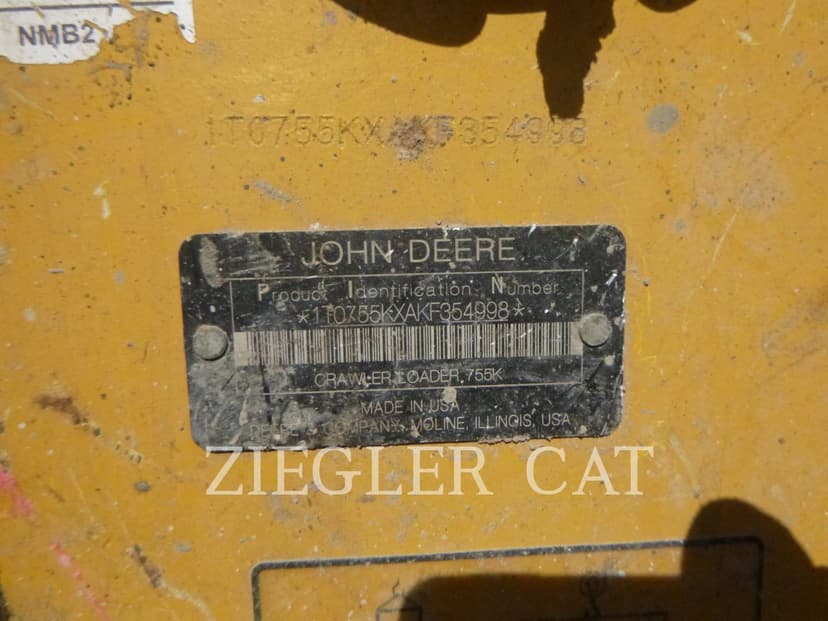 NMB2
1T0755KXAKF354998
JOHN DEERE
Product Identification Number
*1T0755KXAKF354998*
CRAWLER LOADER, 755K
MADE IN USA
DEERE & COMPANY, MOLINE, ILLINOIS, USA
ZIEGLER CAT